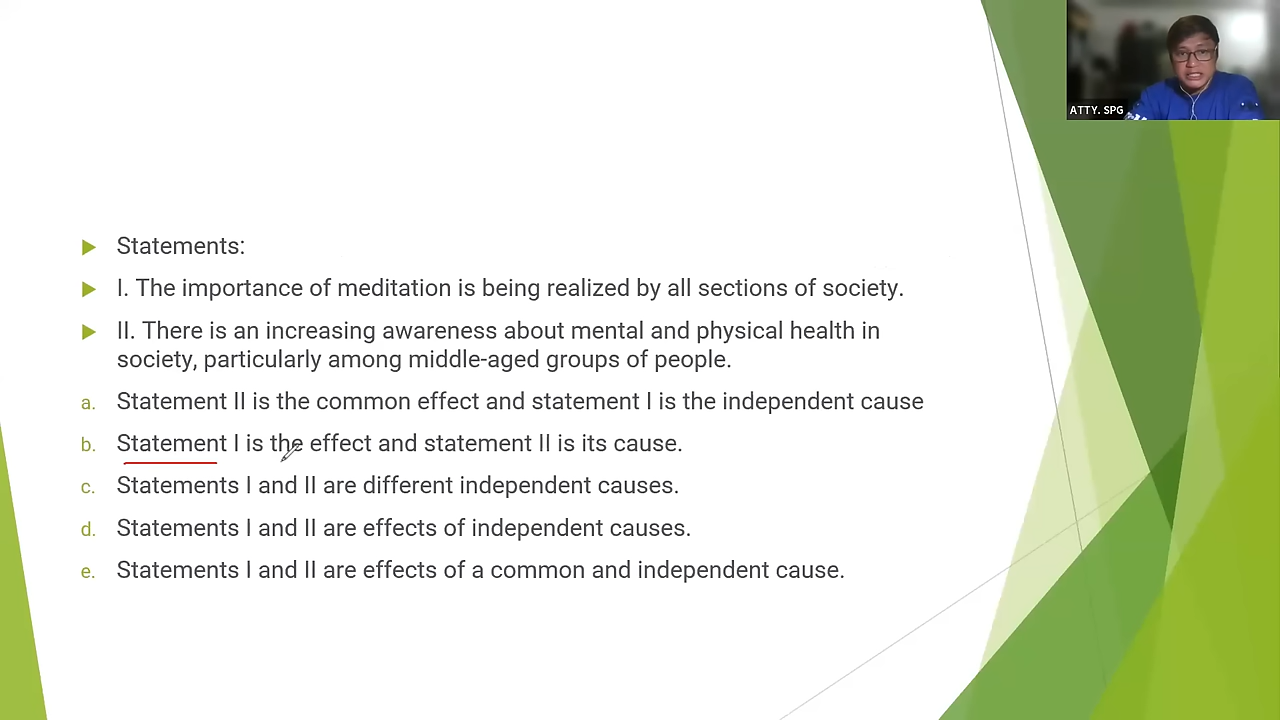 ATTY. SPG
Statements:
I. The importance of meditation is being realized by all sections of society.
II. There is an increasing awareness about mental and physical health in
society, particularly among middle-aged groups of people.
a. Statement II is the common effect and statement I is the independent cause
b. Statement I is the effect and statement II is its cause.
c. Statements I and II are different independent causes.
d. Statements I and II are effects of independent causes.
e. Statements I and II are effects of a common and independent cause.